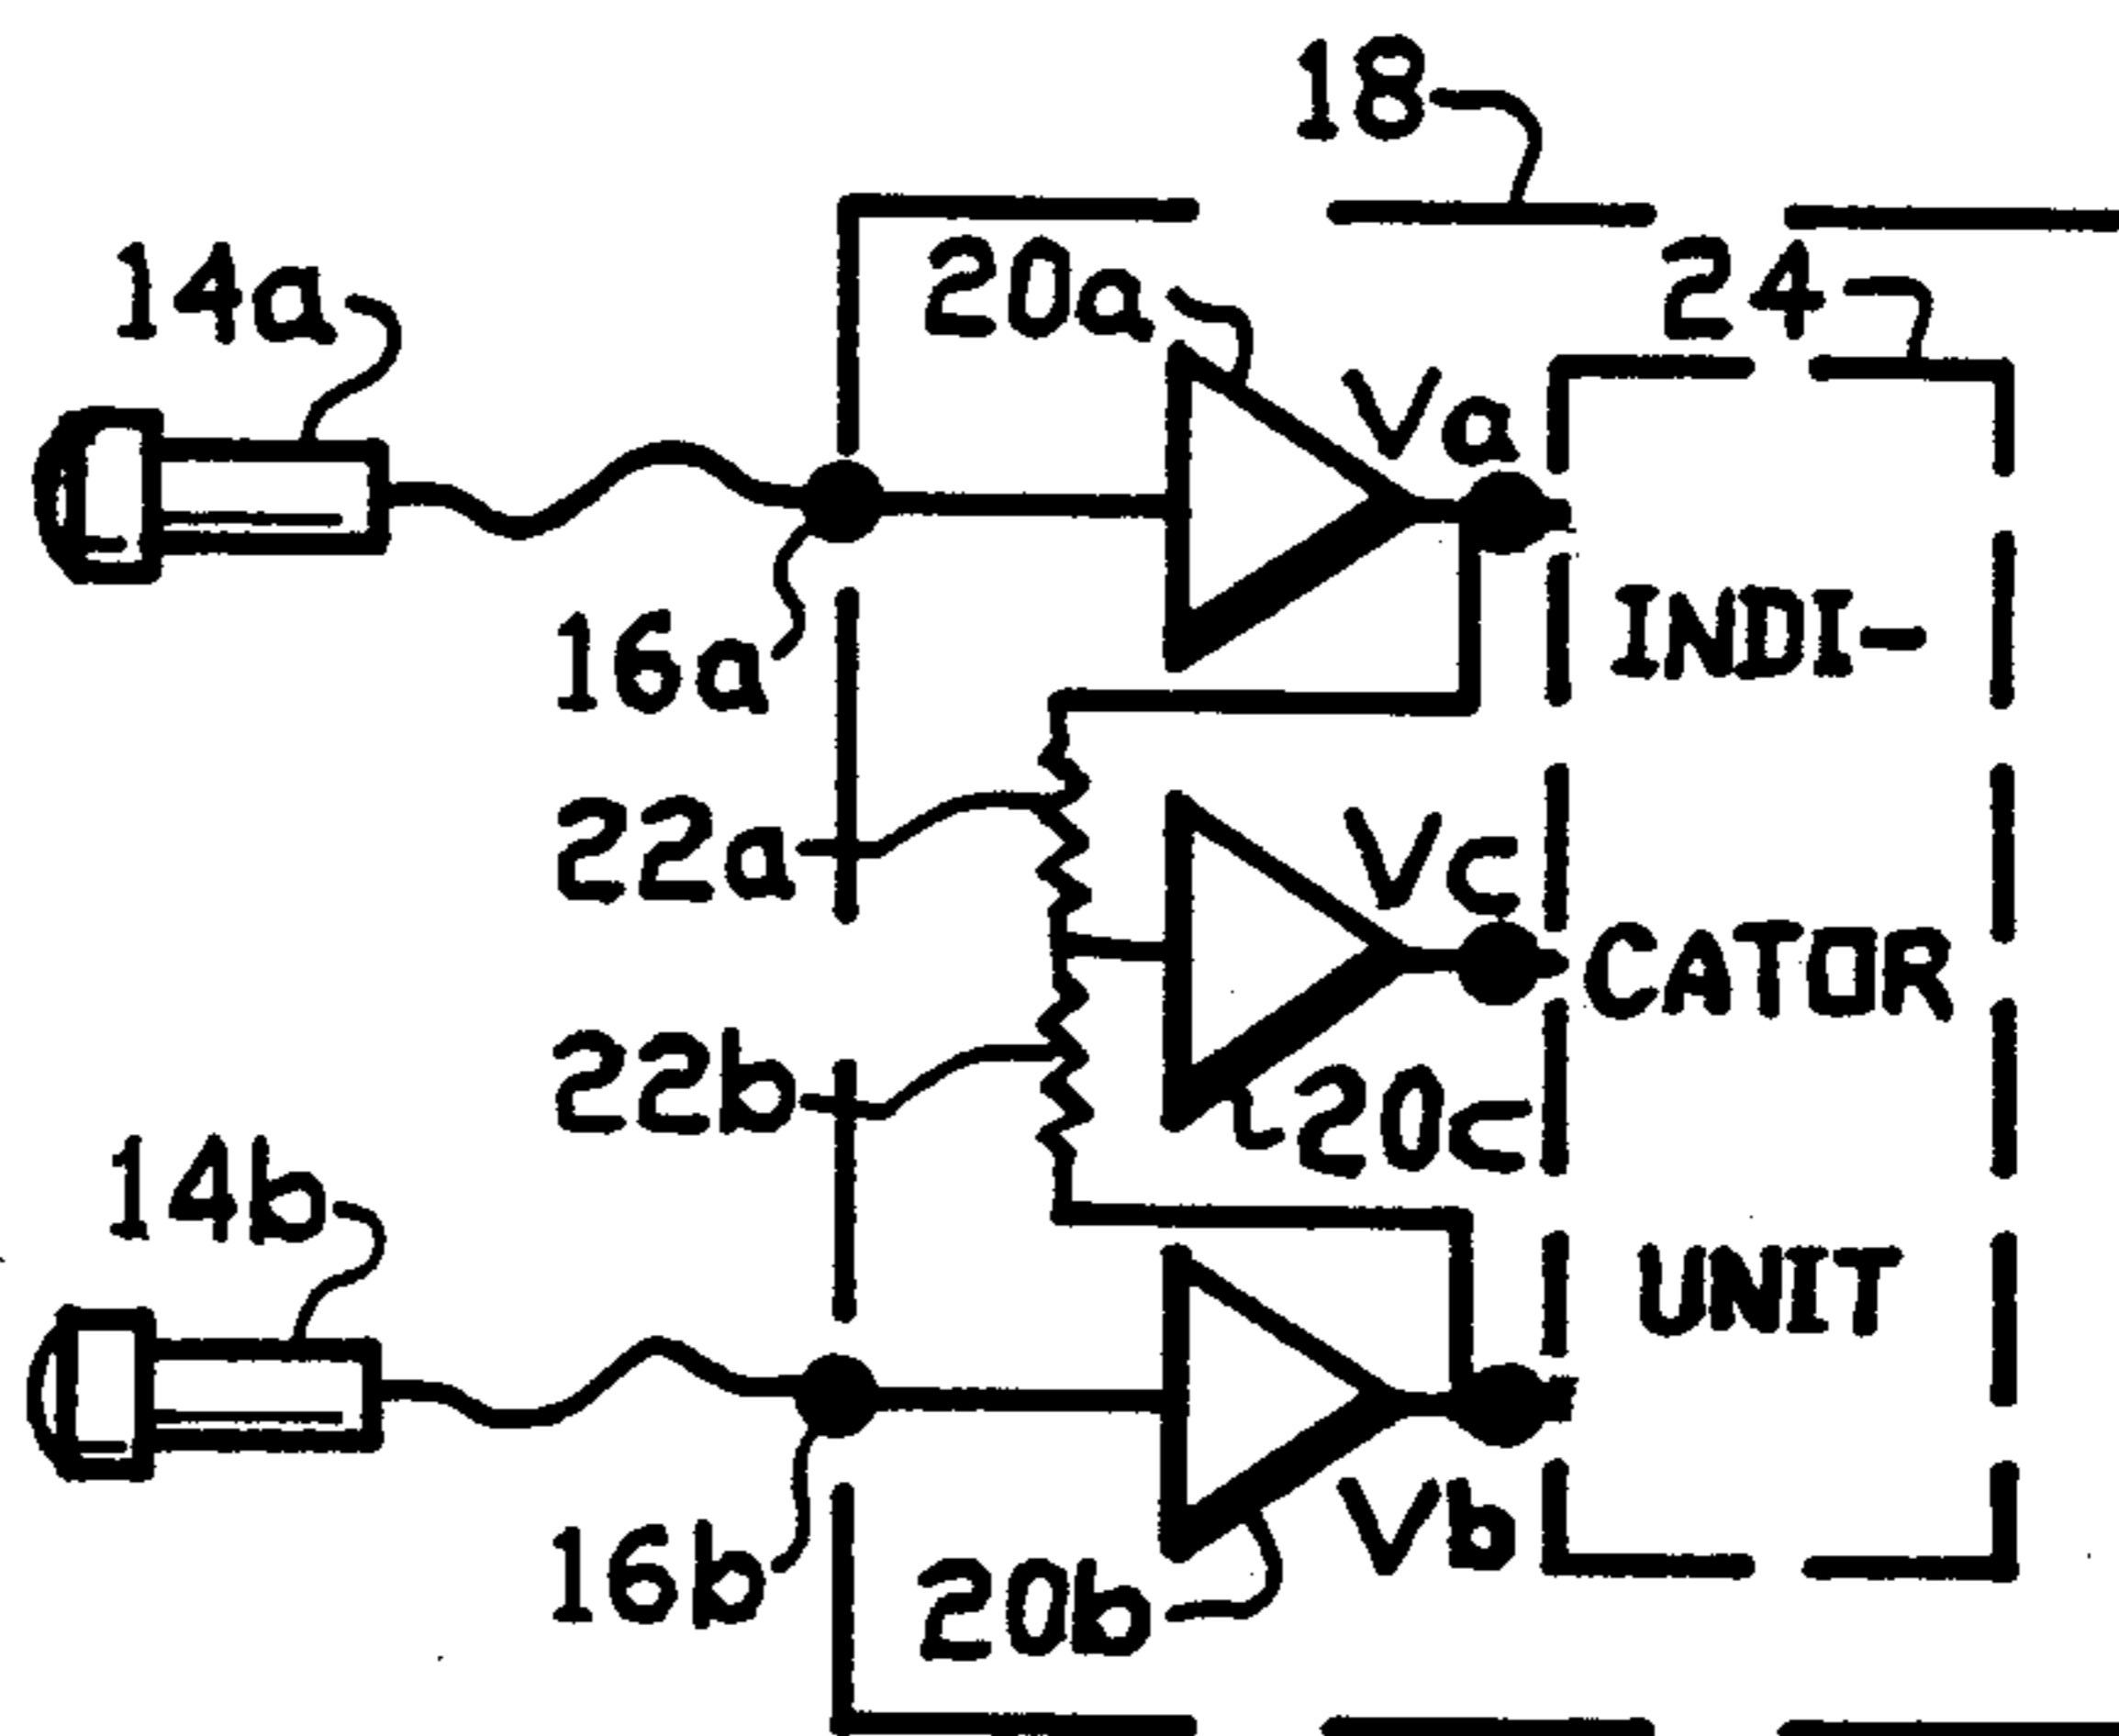 18
14a
20a
24
Va
INDI-
16a
22a
Vc
CATOR
22b
20c
14b
UNIT
Vb
16b
20b